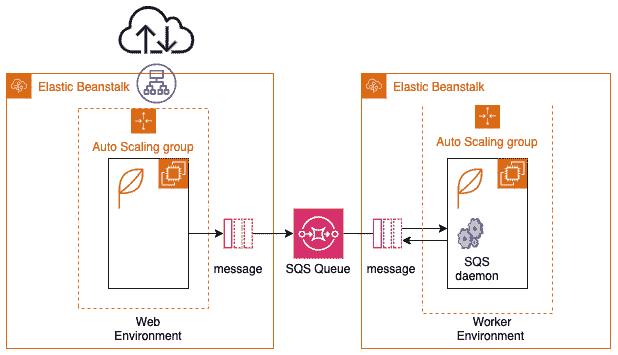 Elastic Beanstalk
Auto Scaling group
message
Web
Environment
SQS Queue
Elastic Beanstalk
Auto Scaling group
message
SQS
daemon
Worker
Environment